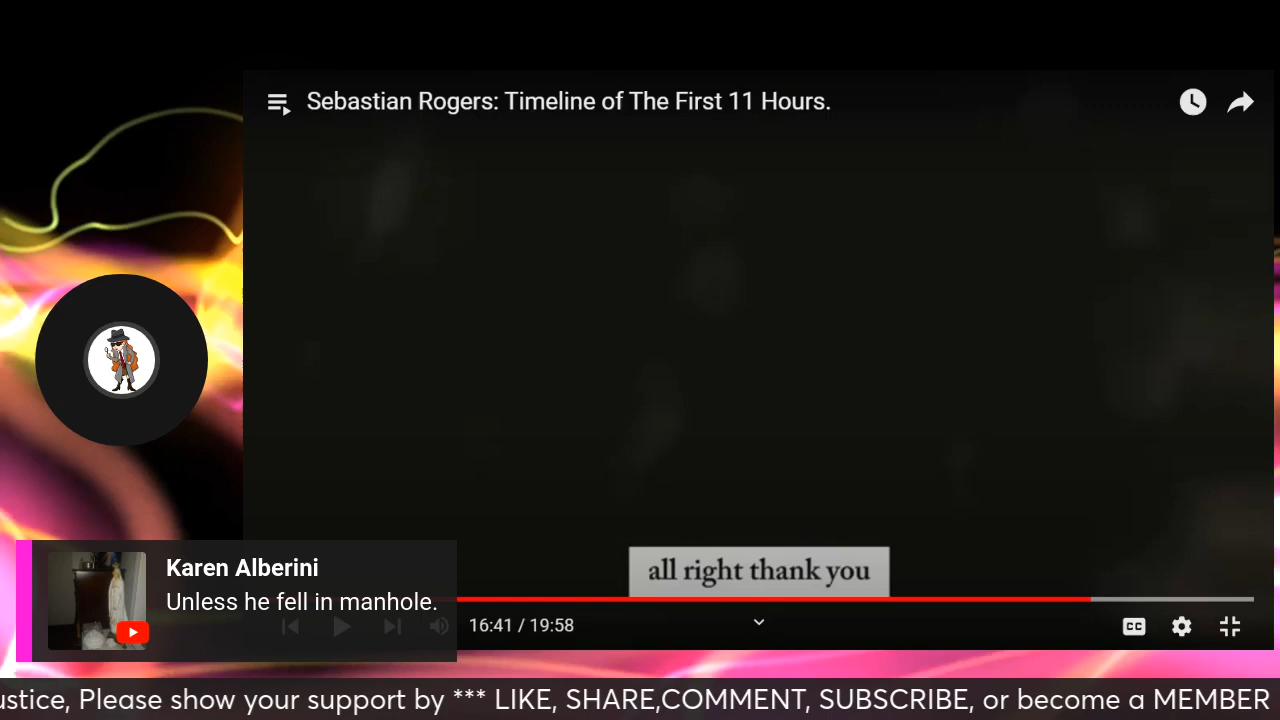 Sebastian Rogers: Timeline of The First 11 Hours.
all right thank you
Karen Alberini
Unless he fell in manhole.
16:41 / 19:58
CC
ustice, Please show your support by *** LIKE, SHARE,COMMENT, SUBSCRIBE, or become a MEMBER